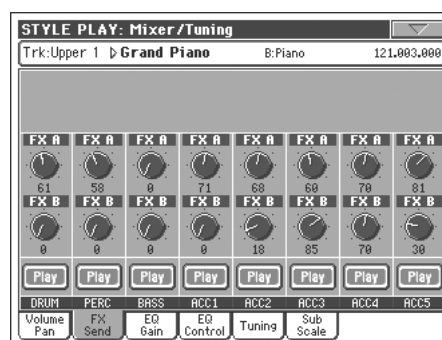 STYLE PLAY: Mixer/Tuning
Trk:Upper 1 ▷Grand Piano B:Piano 121.003.000
FX A FX A FX A FX A FX A FX A FX A FX A
61 58 0 71 68 60 70 81
FX B FX B FX B FX B FX B FX B FX B FX B
0 0 0 0 18 85 70 30
Play Play Play Play Play Play Play Play
DRUM PERC BASS ACC1 ACC2 ACC3 ACC4 ACC5
Volume Pan FX Send EQ Gain EQ Control Tuning Sub Scale